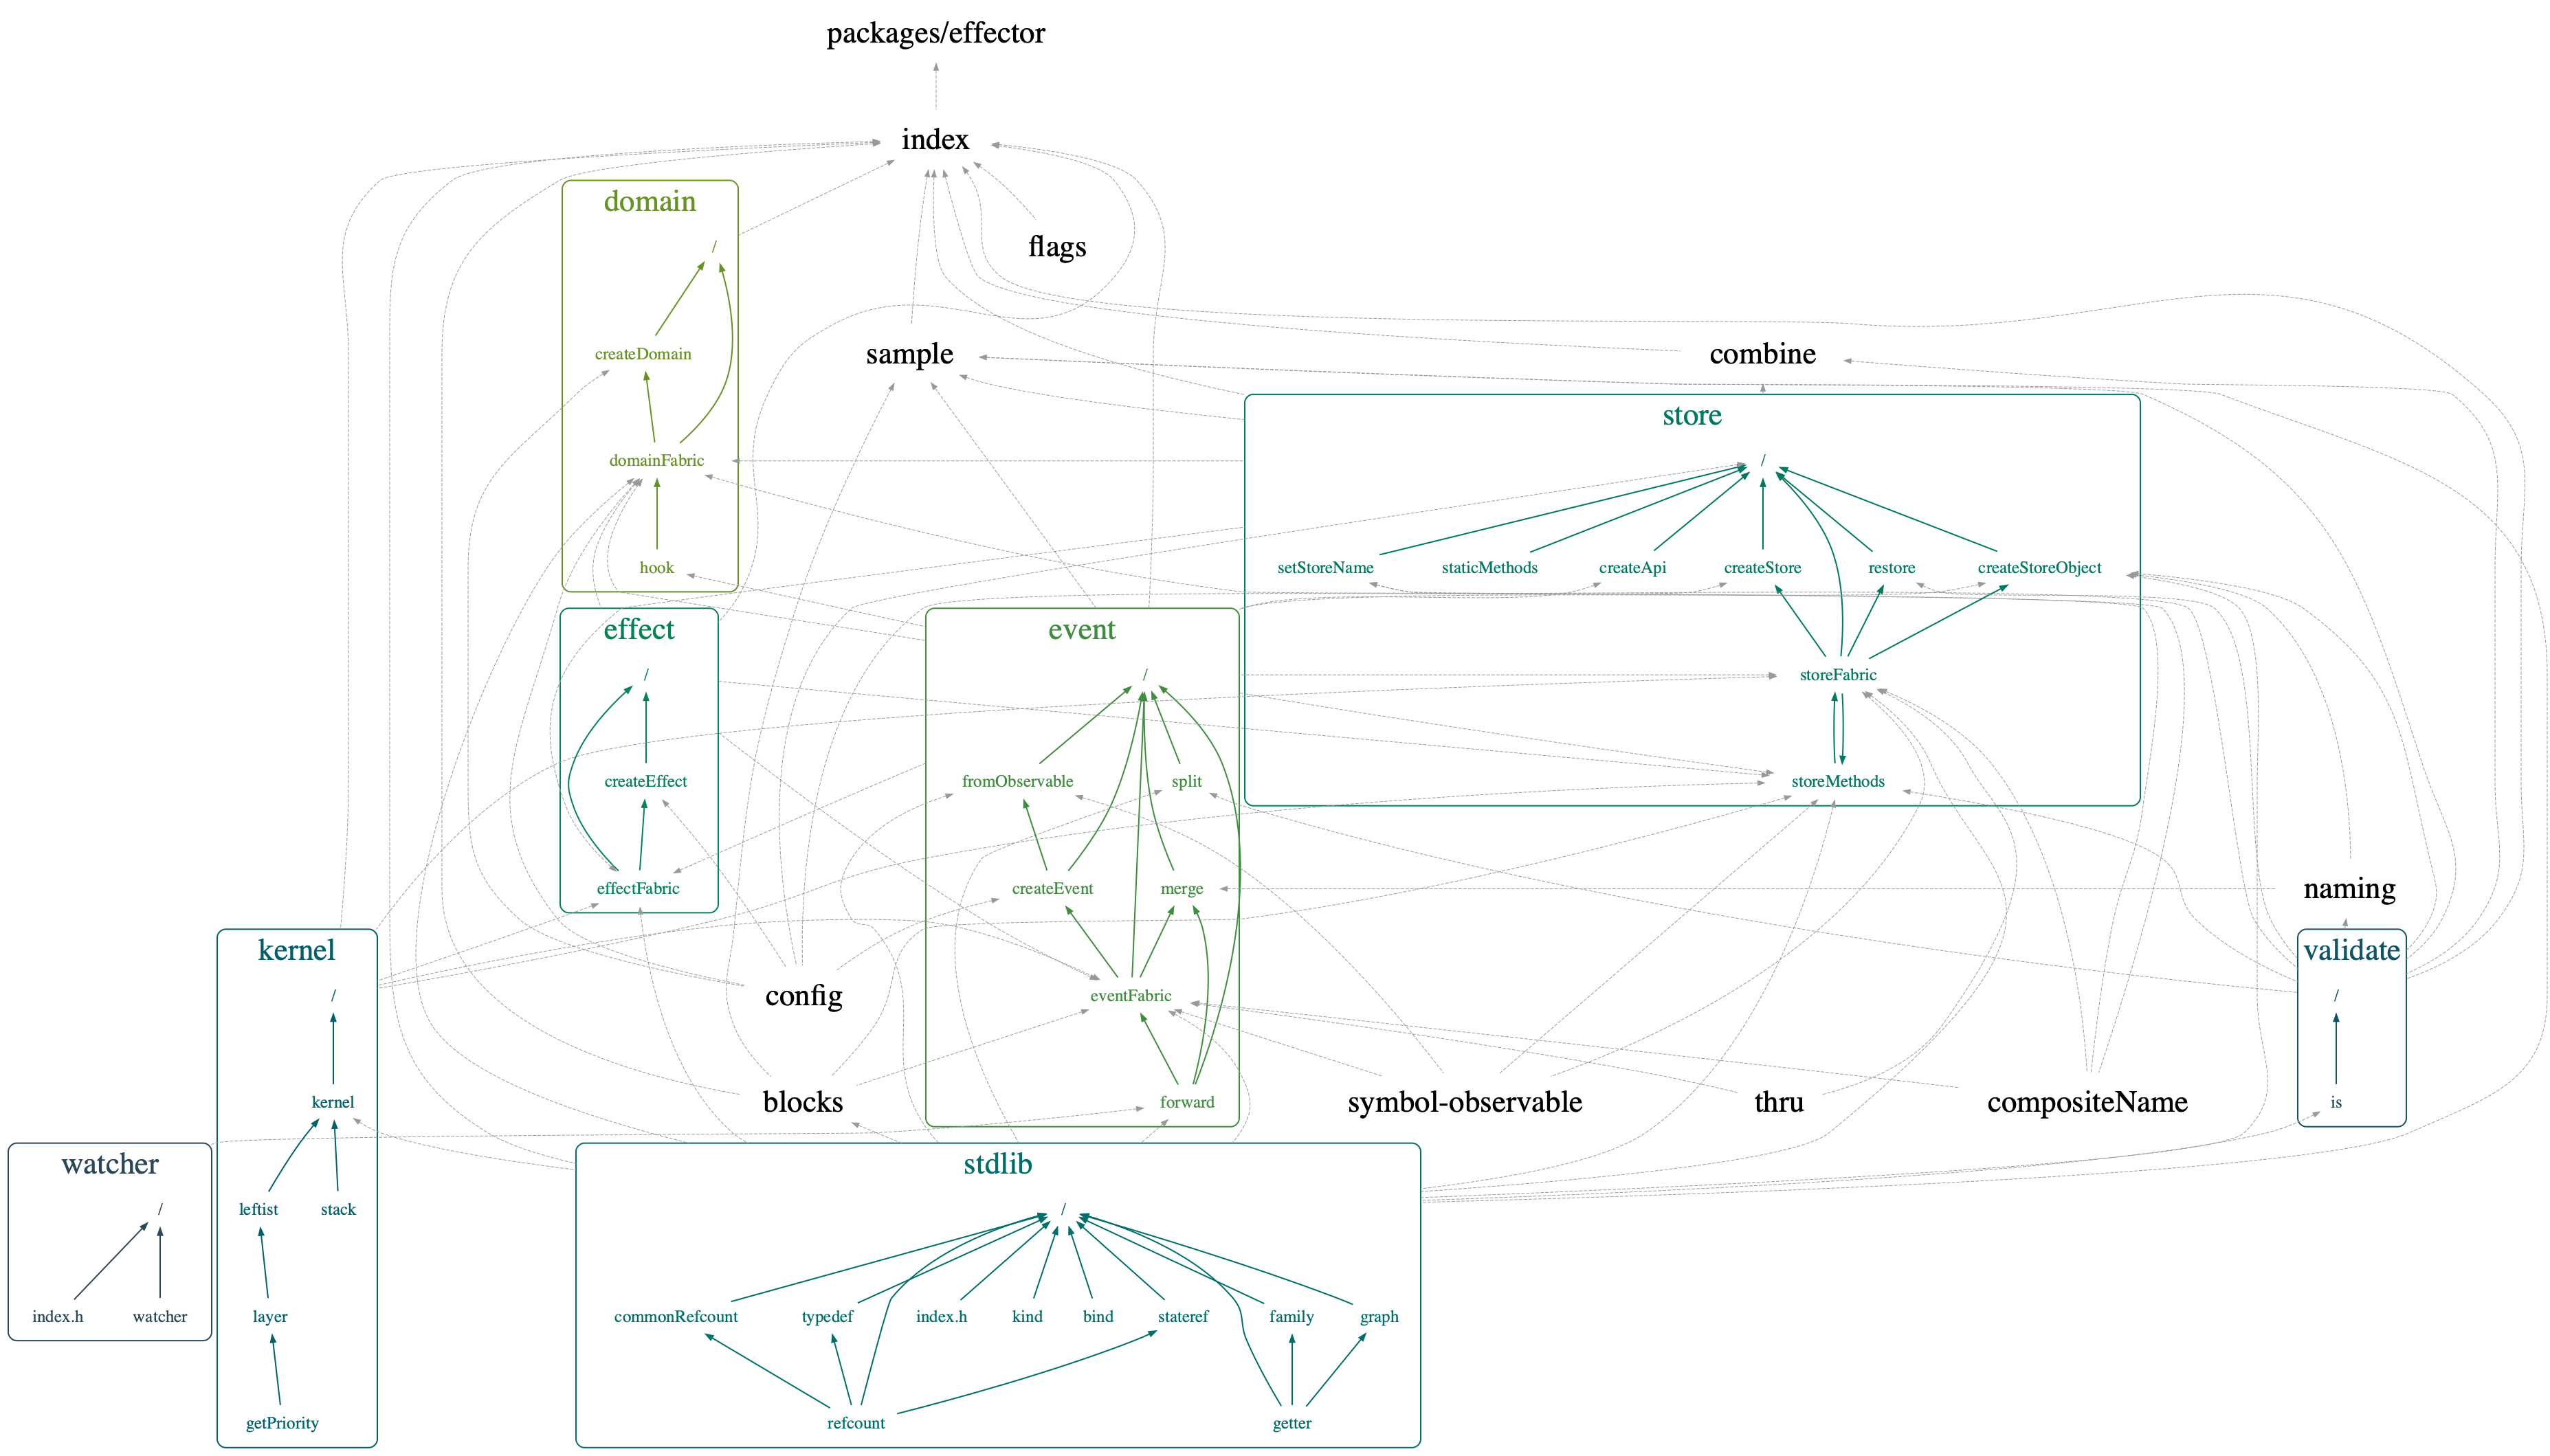 packages/effector
index
domain
/
flags
createDomain
sample
combine
store
domainFabric
/
hook
setStoreName
staticMethods
createApi
createStore
restore
createStoreObject
effect
event
/
/
storeFabric
createEffect
fromObservable
split
storeMethods
effectFabric
createEvent
merge
naming
kernel
validate
/
config
eventFabric
/
kernel
blocks
forward
symbol-observable
thru
compositeName
is
watcher
stdlib
/
leftist
stack
/
index.h
watcher
layer
commonRefcount
typedef
index.h
kind
bind
stateref
family
graph
getPriority
refcount
getter